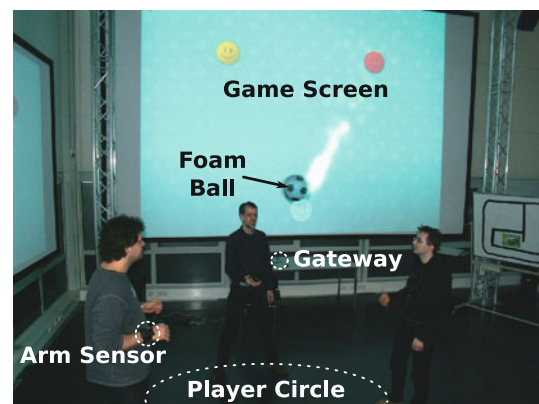 Game Screen
Foam
Ball
Gateway
Arm Sensor
Player Circle